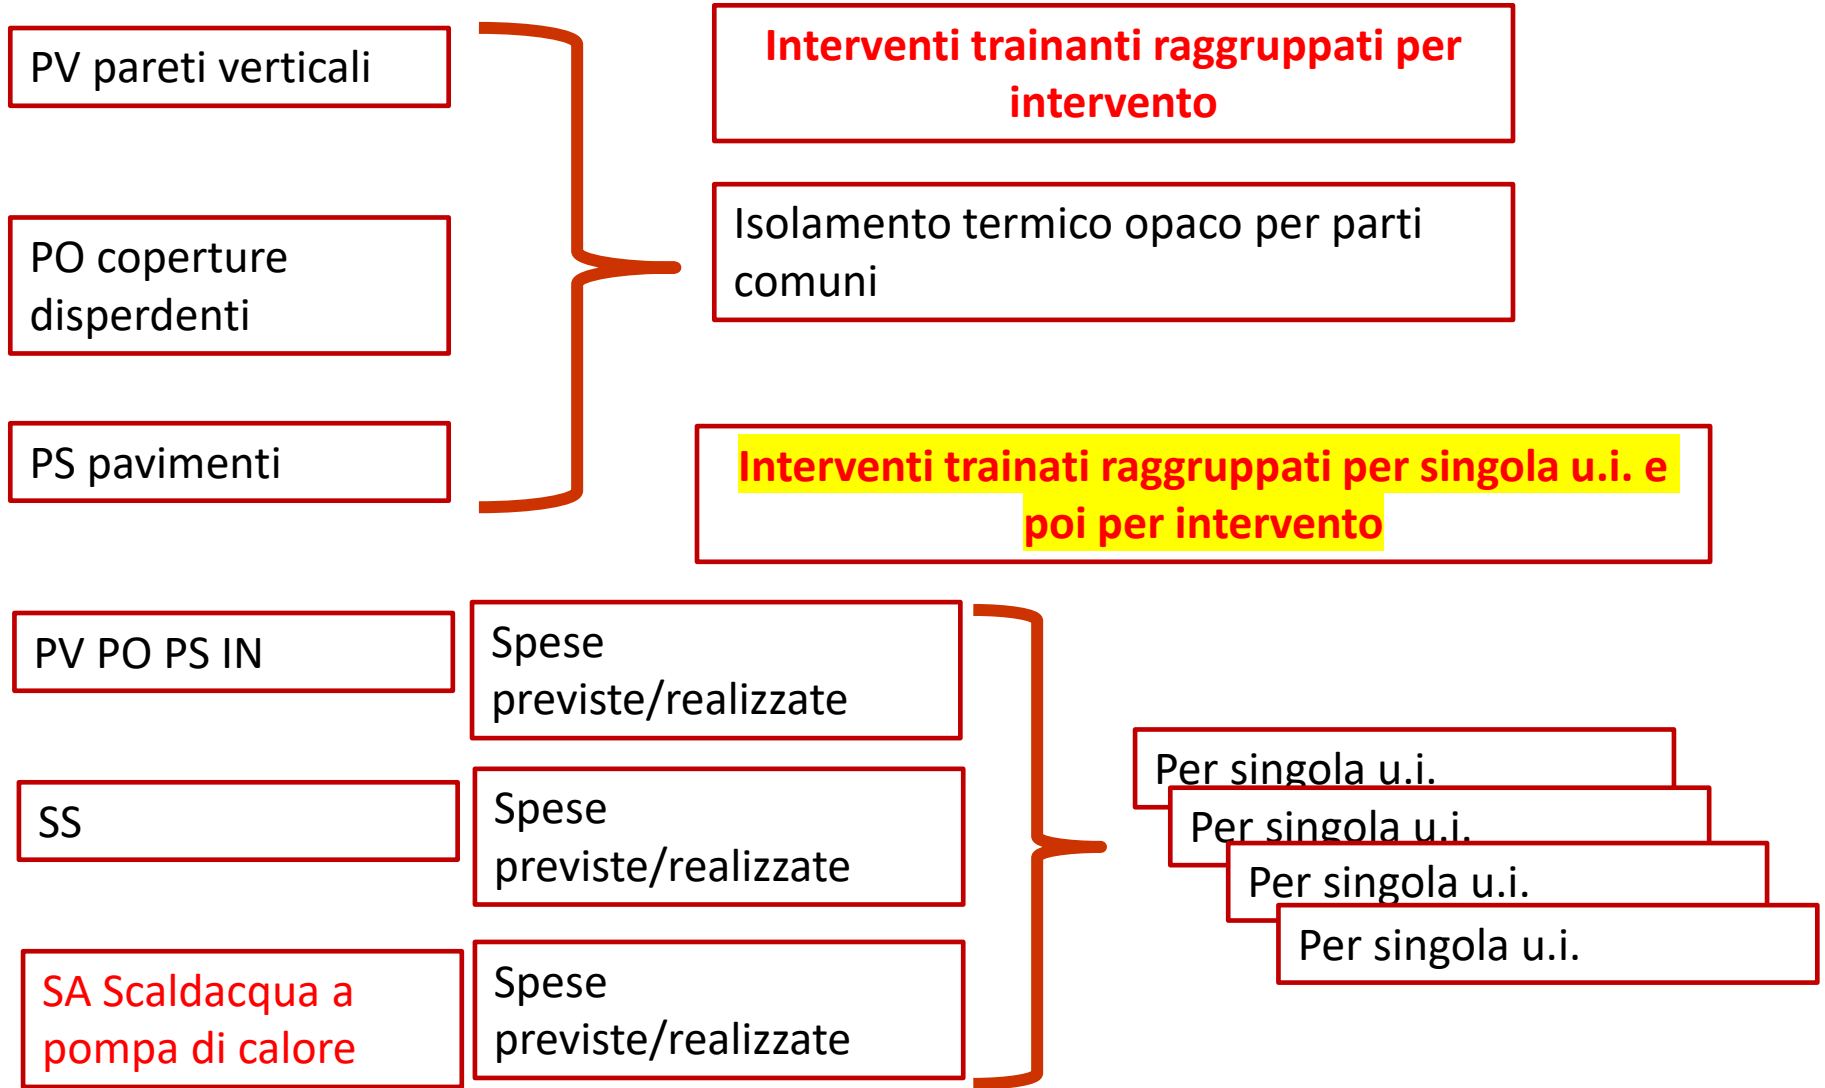 PV pareti verticali
Interventi trainanti raggruppati per
intervento
PO coperture
disperdenti
Isolamento termico opaco per parti
comuni
PS pavimenti
Interventi trainati raggruppati per singola u.i. e
poi per intervento
PV PO PS IN
Spese
previste/realizzate
SS
Spese
previste/realizzate
SA Scaldacqua a
pompa di calore
Spese
previste/realizzate
Per singola u.i.
Per singola u.i.
Per singola u.i.
Per singola u.i.